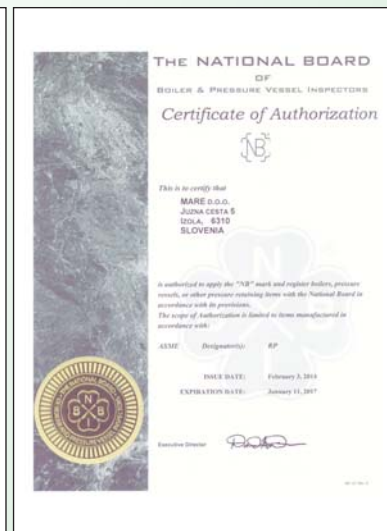 THE NATIONAL BOARD
OF
BOILER & PRESSURE VESSEL INSPECTORS
Certificate of Authorization
NB
This is to certify that
MARE D.O.O.
JUZNA CESTA 5
IZOLA, 6310
SLOVENIA
is authorized to apply the "NB" mark and register boilers, pressure
vessels, or other pressure retaining items with the National Board in
accordance with its provisions.
The scope of Authorization is limited to items manufactured in
accordance with:
ASME Designator(s): RP
ISSUE DATE: February 3, 2014
EXPIRATION DATE: January 11, 2017
Executive Director
N
B B
I